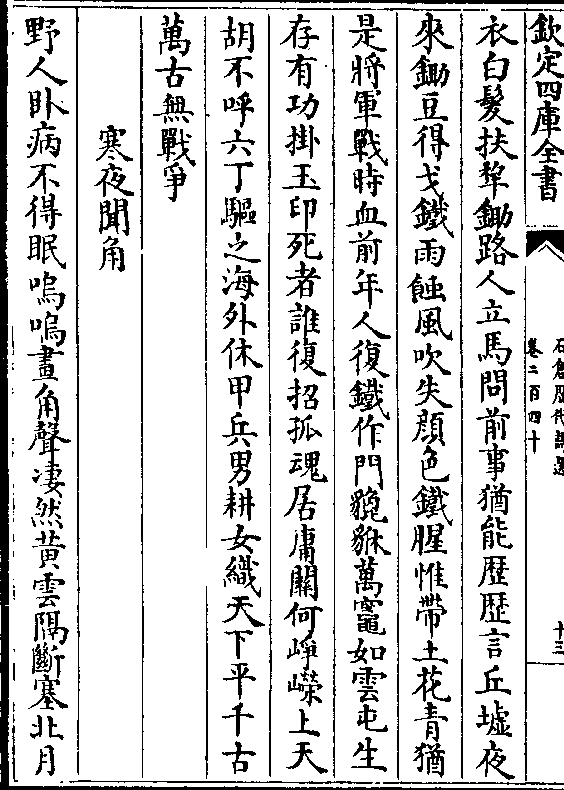 欽定四庫全書
石倉歷代詩選
卷二百四十
十三
衣白髮扶犂鋤路人立馬問前事猶能歴歴言丘墟夜
來鋤豆得戈鐵雨蝕風吹失顔色鐵腥惟帶土花青猶
是將軍戰時血前年人復鐵作門貔貅萬竈如雲屯生
存有功掛玉印死者誰復招孤魂居庸關何崢嶸上天
胡不呼六丁驅之海外休甲兵男耕女織天下平千古
萬古無戰爭
寒夜聞角
野人卧病不得眠嗚嗚畫角聲凄然黄雲隔斷塞北月